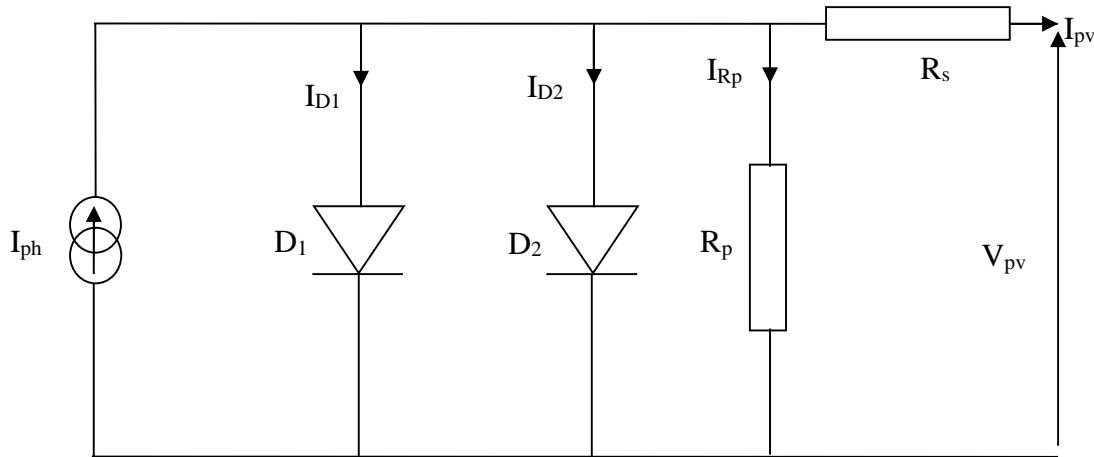 I_pv
R_s
I_D1
I_D2
I_Rp
I_ph
D_1
D_2
R_p
V_pv